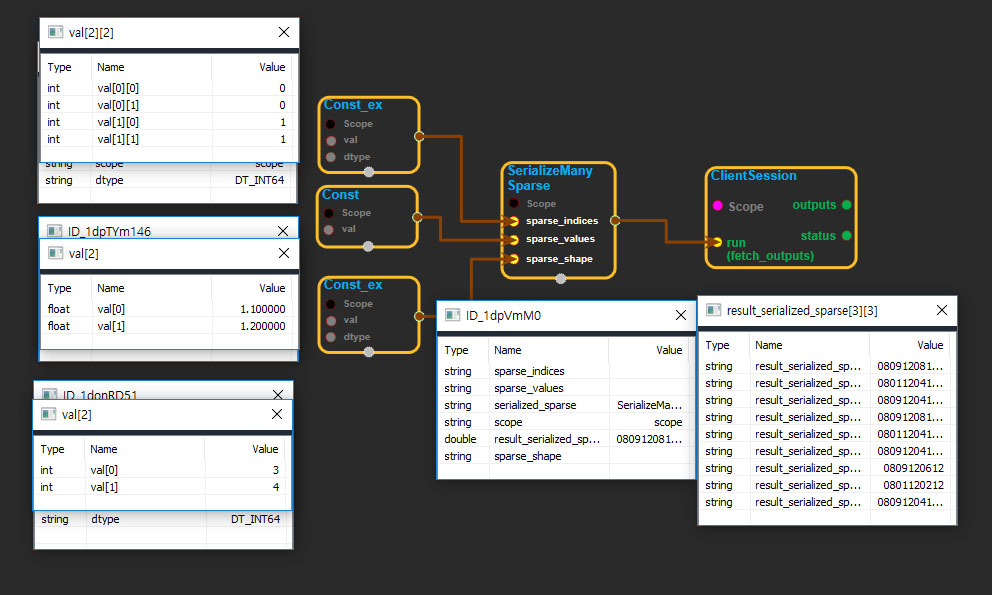 val[2][2]
Type Name Value
int val[0][0] 0
int val[0][1] 0
int val[1][0] 1
int val[1][1] 1
string scope scope
string dtype DT_INT64
ID_1dpTYm146
val[2]
Type Name Value
float val[0] 1.100000
float val[1] 1.200000
ID_1donRD51
val[2]
Type Name Value
int val[0] 3
int val[1] 4
string dtype DT_INT64
Const_ex
Scope
val
dtype
Const
Scope
val
Const_ex
Scope
val
dtype
SerializeMany
Sparse
Scope
sparse_indices
sparse_values
sparse_shape
ClientSession
Scope outputs
status
run
(fetch_outputs)
ID_1dpVmM0
Type Name Value
string sparse_indices
string sparse_values
string serialized_sparse SerializeMa...
string scope scope
double result_serialized_sp... 080912081...
string sparse_shape
result_serialized_sparse[3][3]
Type Name Value
string result_serialized_sp... 080912081...
string result_serialized_sp... 080112041...
string result_serialized_sp... 080912041...
string result_serialized_sp... 080912081...
string result_serialized_sp... 080112041...
string result_serialized_sp... 080912041...
string result_serialized_sp... 0809120612
string result_serialized_sp... 0801120212
string result_serialized_sp... 080912041...